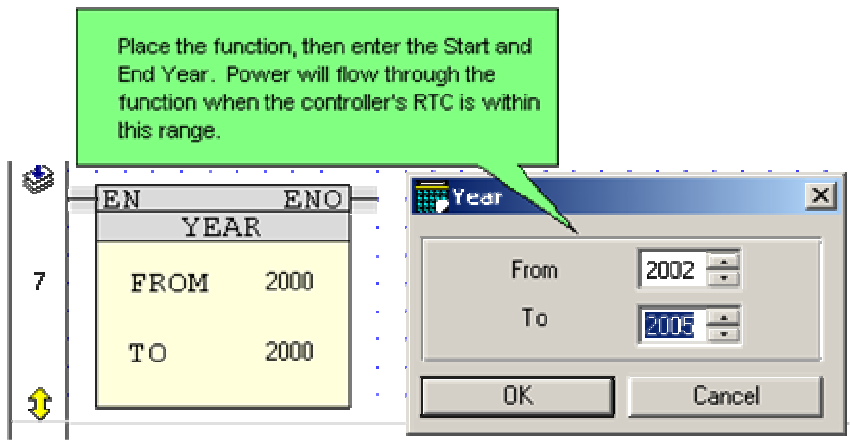 Place the function, then enter the Start and
End Year. Power will flow through the
function when the controller's RTC is within
this range.
EN ENO
YEAR
7
FROM 2000
TO 2000
Year
From 2002
To 2005
OK Cancel